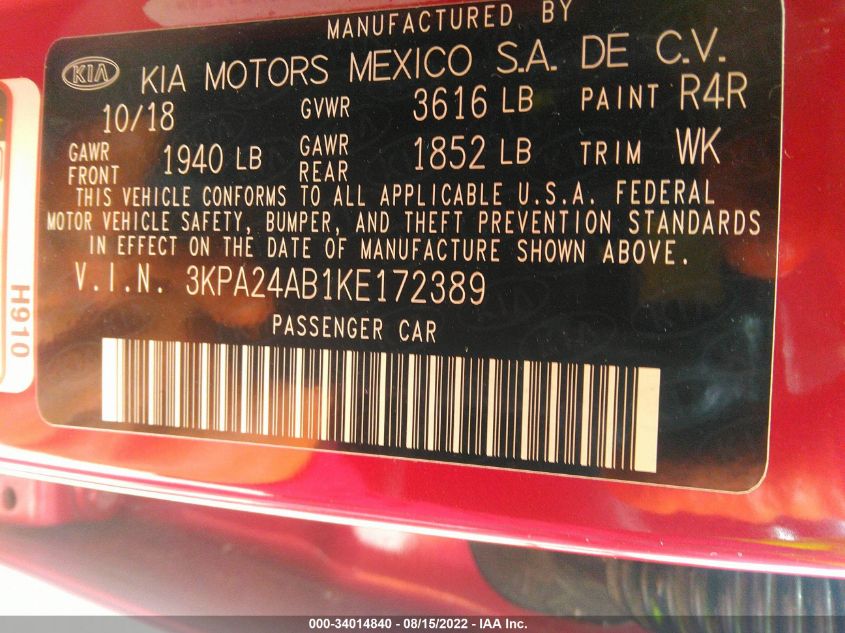 MANUFACTURED BY
KIA KIA MOTORS MEXICO S.A. DE C.V.
10/18 GVWR 3616 LB PAINT R4R
GAWR FRONT 1940 LB GAWR REAR 1852 LB TRIM WK
THIS VEHICLE CONFORMS TO ALL APPLICABLE U.S.A. FEDERAL
MOTOR VEHICLE SAFETY, BUMPER, AND THEFT PREVENTION STANDARDS
IN EFFECT ON THE DATE OF MANUFACTURE SHOWN ABOVE.
V.I.N. 3KPA24AB1KE172389
PASSENGER CAR
H910
000-34014840 - 08/15/2022 - IAA Inc.